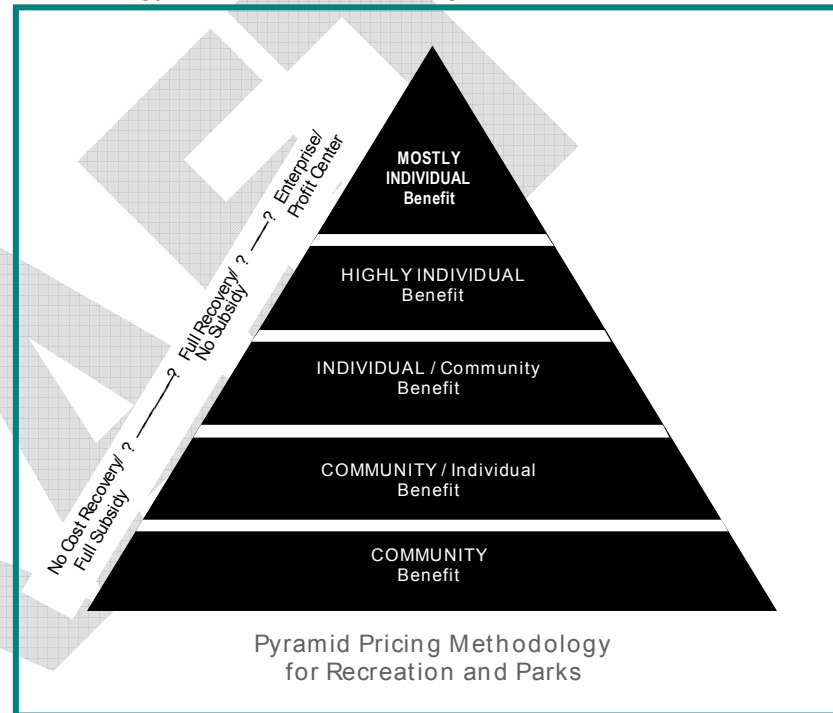 MOSTLY
INDIVIDUAL
Benefit
HIGHLY INDIVIDUAL
Benefit
INDIVIDUAL / Community
Benefit
COMMUNITY / Individual
Benefit
COMMUNITY
Benefit
No Cost Recovery/ ? ———? Full Recovery/ ? ——? Enterprise/
Full Subsidy No Subsidy Profit Center
Pyramid Pricing Methodology
for Recreation and Parks